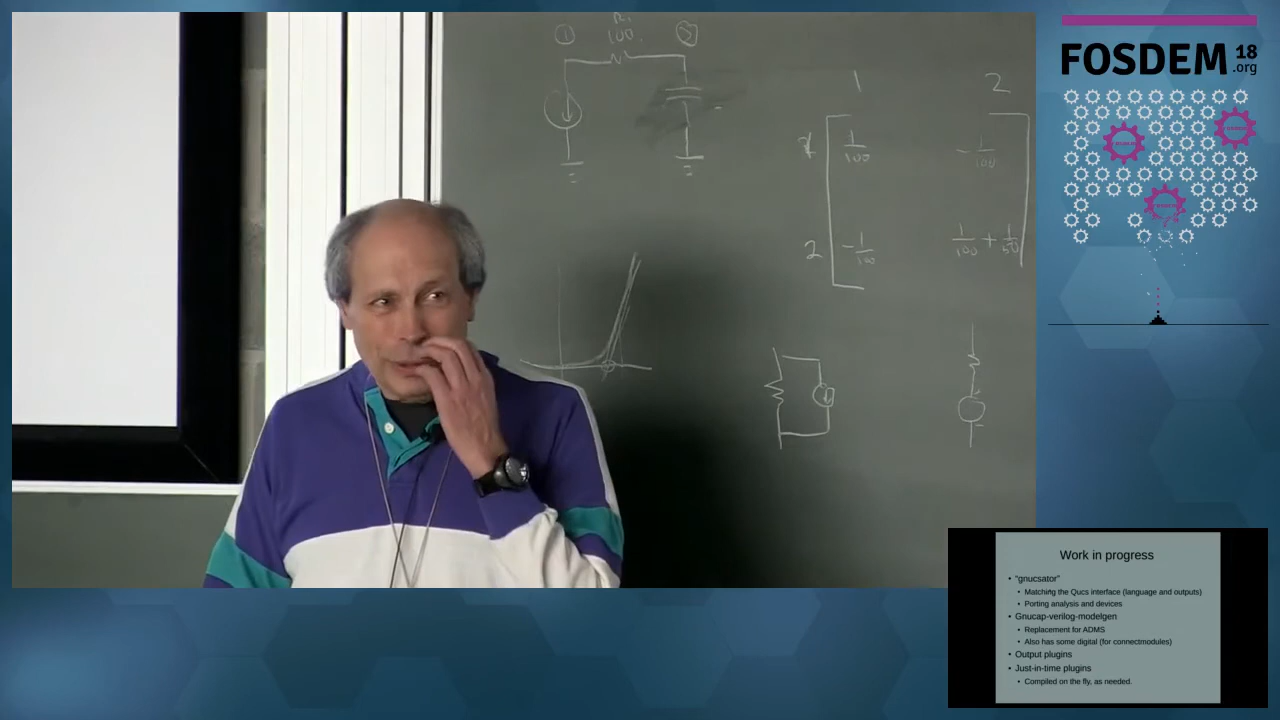 ① R₁ ②
100
1 2
1 1/100 -1/100
2 -1/100 1/100 + 1/50
FOSDEM 18
.org
Work in progress
• "gnucsator"
• Matching the Qucs interface (language and outputs)
• Porting analysis and devices
• Gnucap-verilog-modelgen
• Replacement for ADMS
• Also has some digital (for connectmodules)
• Output plugins
• Just-in-time plugins
• Compiled on the fly, as needed.